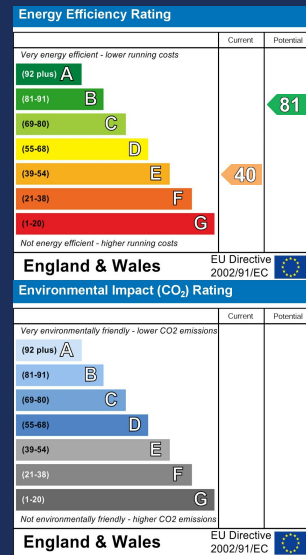 Energy Efficiency Rating
Current Potential
Very energy efficient - lower running costs
(92 plus) A
(81-91) B
81
(69-80) C
(55-68) D
(39-54) E
40
(21-38) F
(1-20) G
Not energy efficient - higher running costs
England & Wales
EU Directive
2002/91/EC
Environmental Impact (CO₂) Rating
Current Potential
Very environmentally friendly - lower CO2 emissions
(92 plus) A
(81-91) B
(69-80) C
(55-68) D
(39-54) E
(21-38) F
(1-20) G
Not environmentally friendly - higher CO2 emissions
England & Wales
EU Directive
2002/91/EC